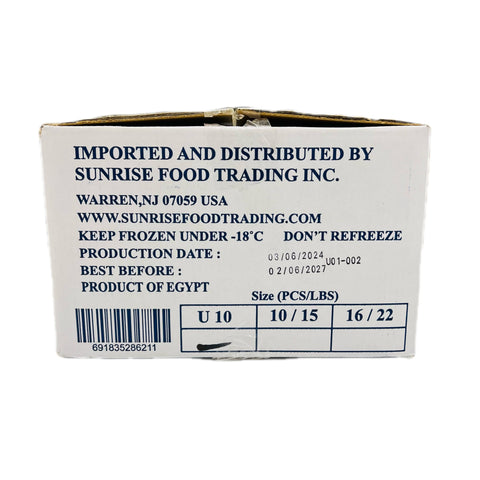 IMPORTED AND DISTRIBUTED BY
SUNRISE FOOD TRADING INC.
WARREN,NJ 07059 USA
WWW.SUNRISEFOODTRADING.COM
KEEP FROZEN UNDER -18°C DON'T REFREEZE
PRODUCTION DATE : 03/06/2024 U01-002
BEST BEFORE : 02/06/2027
PRODUCT OF EGYPT
Size (PCS/LBS)
U 10 10 / 15 16 / 22
691835286211